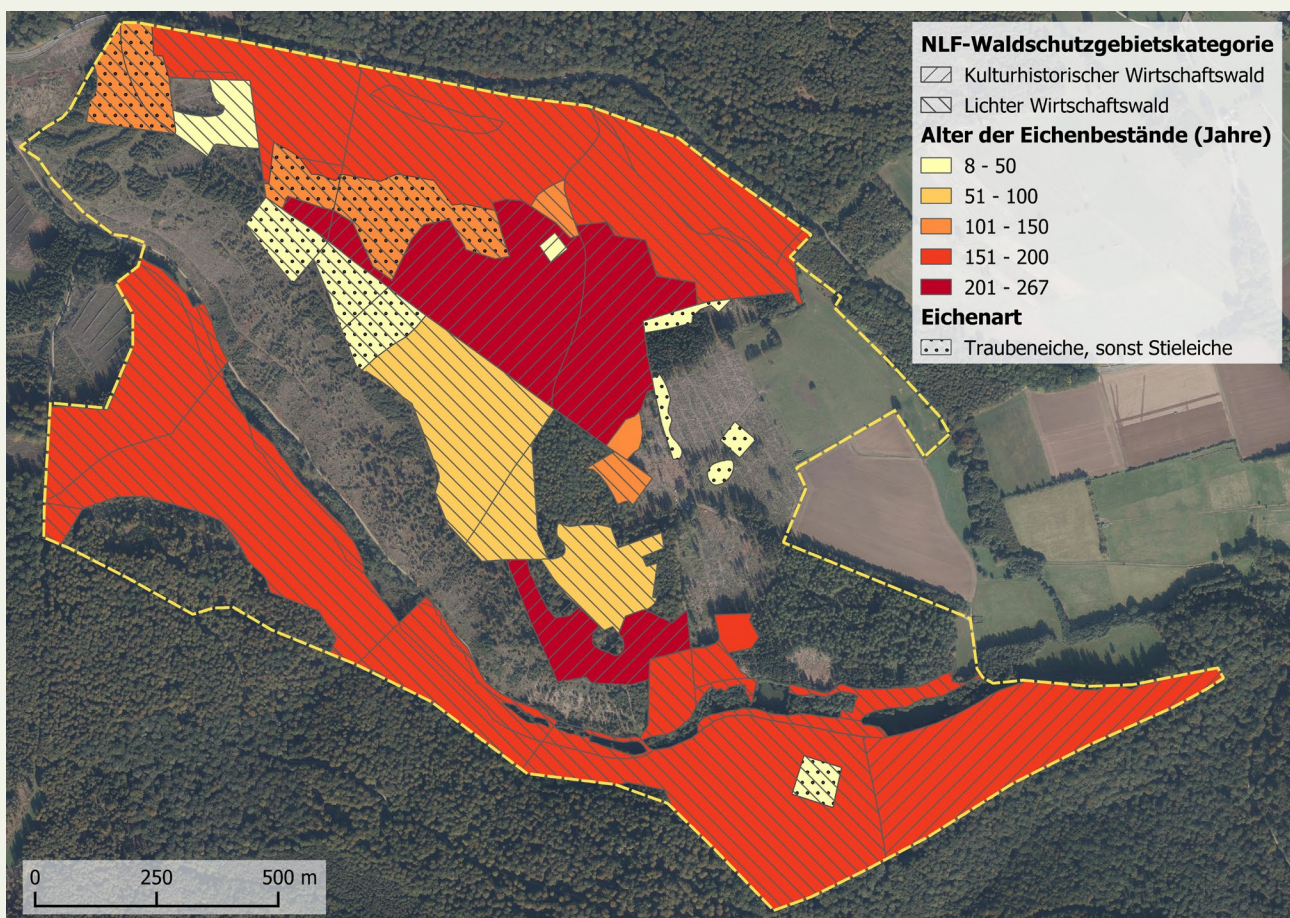 NLF-Waldschutzgebietskategorie
Kulturhistorischer Wirtschaftswald
Lichter Wirtschaftswald
Alter der Eichenbestände (Jahre)
8 - 50
51 - 100
101 - 150
151 - 200
201 - 267
Eichenart
Traubeneiche, sonst Stieleiche
0 250 500 m